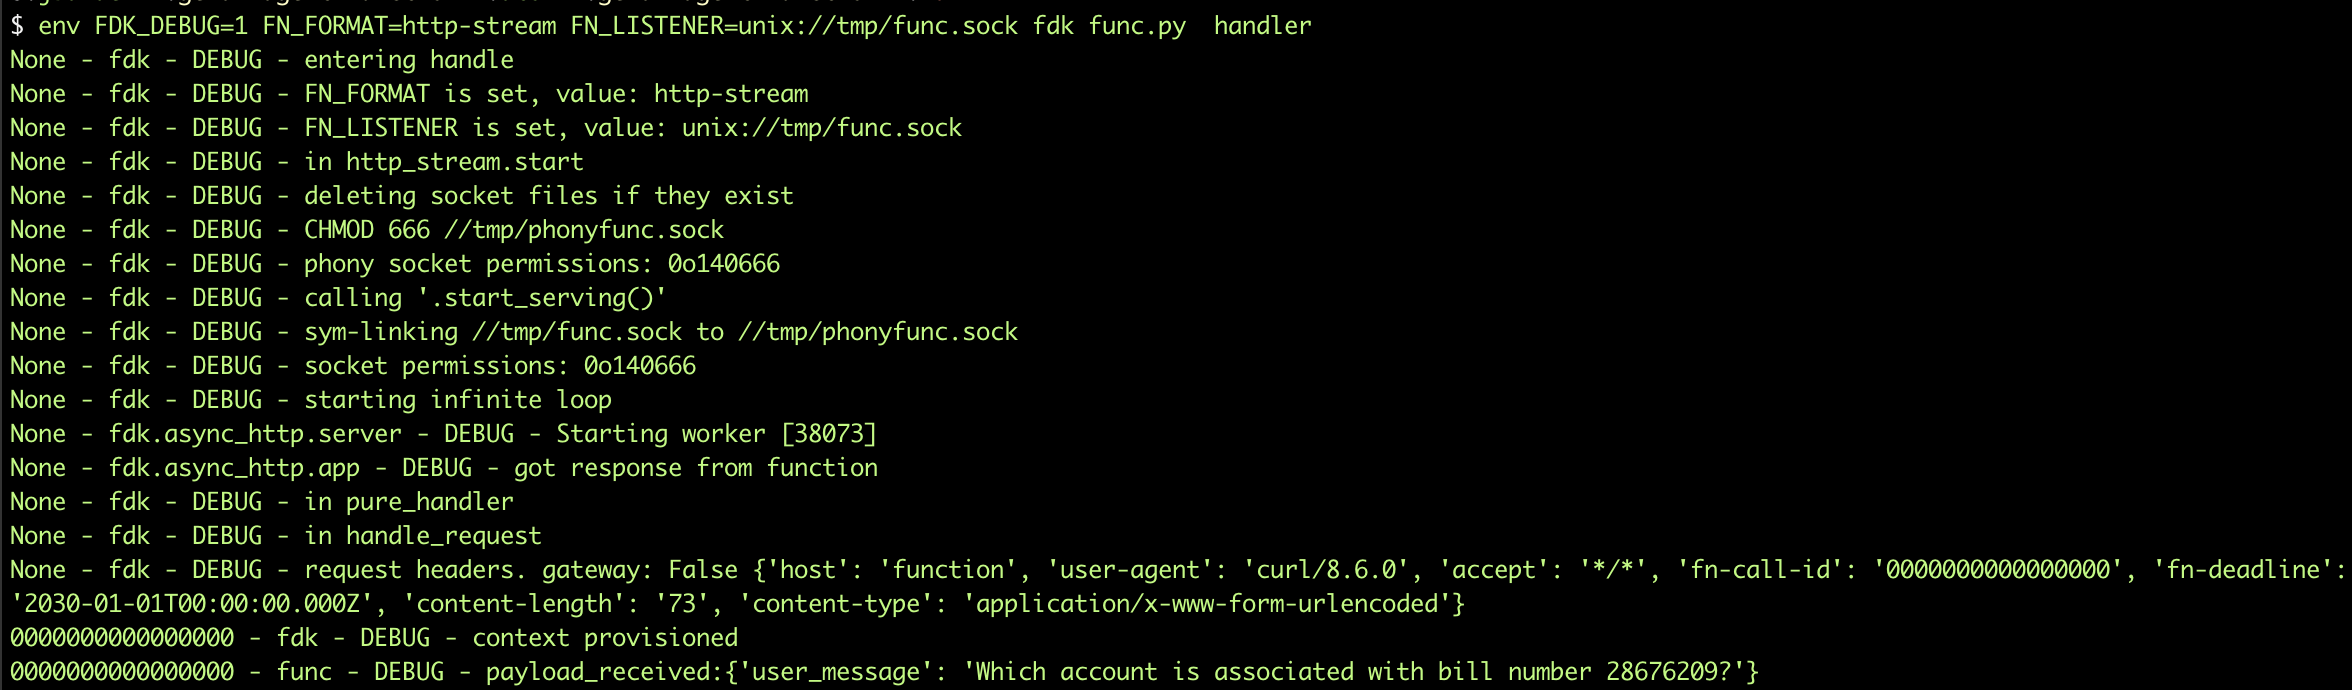 $ env FDK_DEBUG=1 FN_FORMAT=http-stream FN_LISTENER=unix://tmp/func.sock fdk func.py  handler
None - fdk - DEBUG - entering handle
None - fdk - DEBUG - FN_FORMAT is set, value: http-stream
None - fdk - DEBUG - FN_LISTENER is set, value: unix://tmp/func.sock
None - fdk - DEBUG - in http_stream.start
None - fdk - DEBUG - deleting socket files if they exist
None - fdk - DEBUG - CHMOD 666 //tmp/phonyfunc.sock
None - fdk - DEBUG - phony socket permissions: 0o140666
None - fdk - DEBUG - calling '.start_serving()'
None - fdk - DEBUG - sym-linking //tmp/func.sock to //tmp/phonyfunc.sock
None - fdk - DEBUG - socket permissions: 0o140666
None - fdk - DEBUG - starting infinite loop
None - fdk.async_http.server - DEBUG - Starting worker [38073]
None - fdk.async_http.app - DEBUG - got response from function
None - fdk - DEBUG - in pure_handler
None - fdk - DEBUG - in handle_request
None - fdk - DEBUG - request headers. gateway: False {'host': 'function', 'user-agent': 'curl/8.6.0', 'accept': '*/*', 'fn-call-id': '0000000000000000', 'fn-deadline':
'2030-01-01T00:00:00.000Z', 'content-length': '73', 'content-type': 'application/x-www-form-urlencoded'}
0000000000000000 - fdk - DEBUG - context provisioned
0000000000000000 - func - DEBUG - payload_received:{'user_message': 'Which account is associated with bill number 28676209?'}